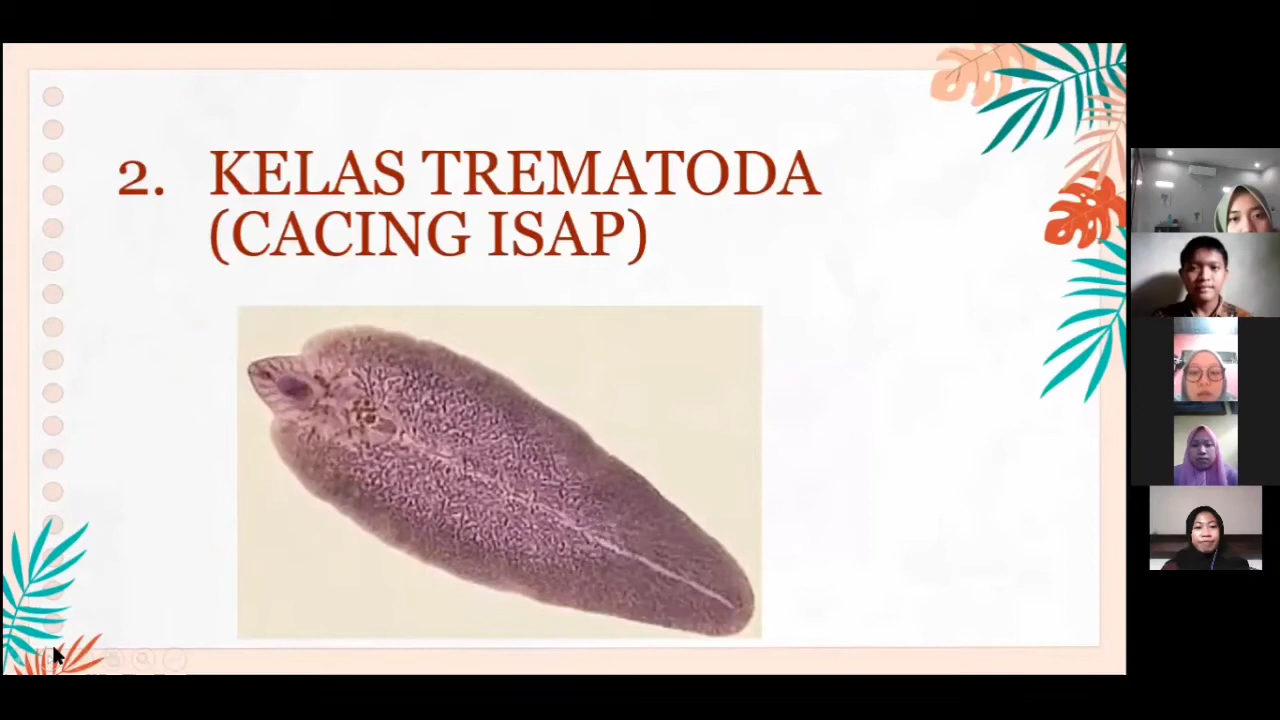 2. KELAS TREMATODA
(CACING ISAP)